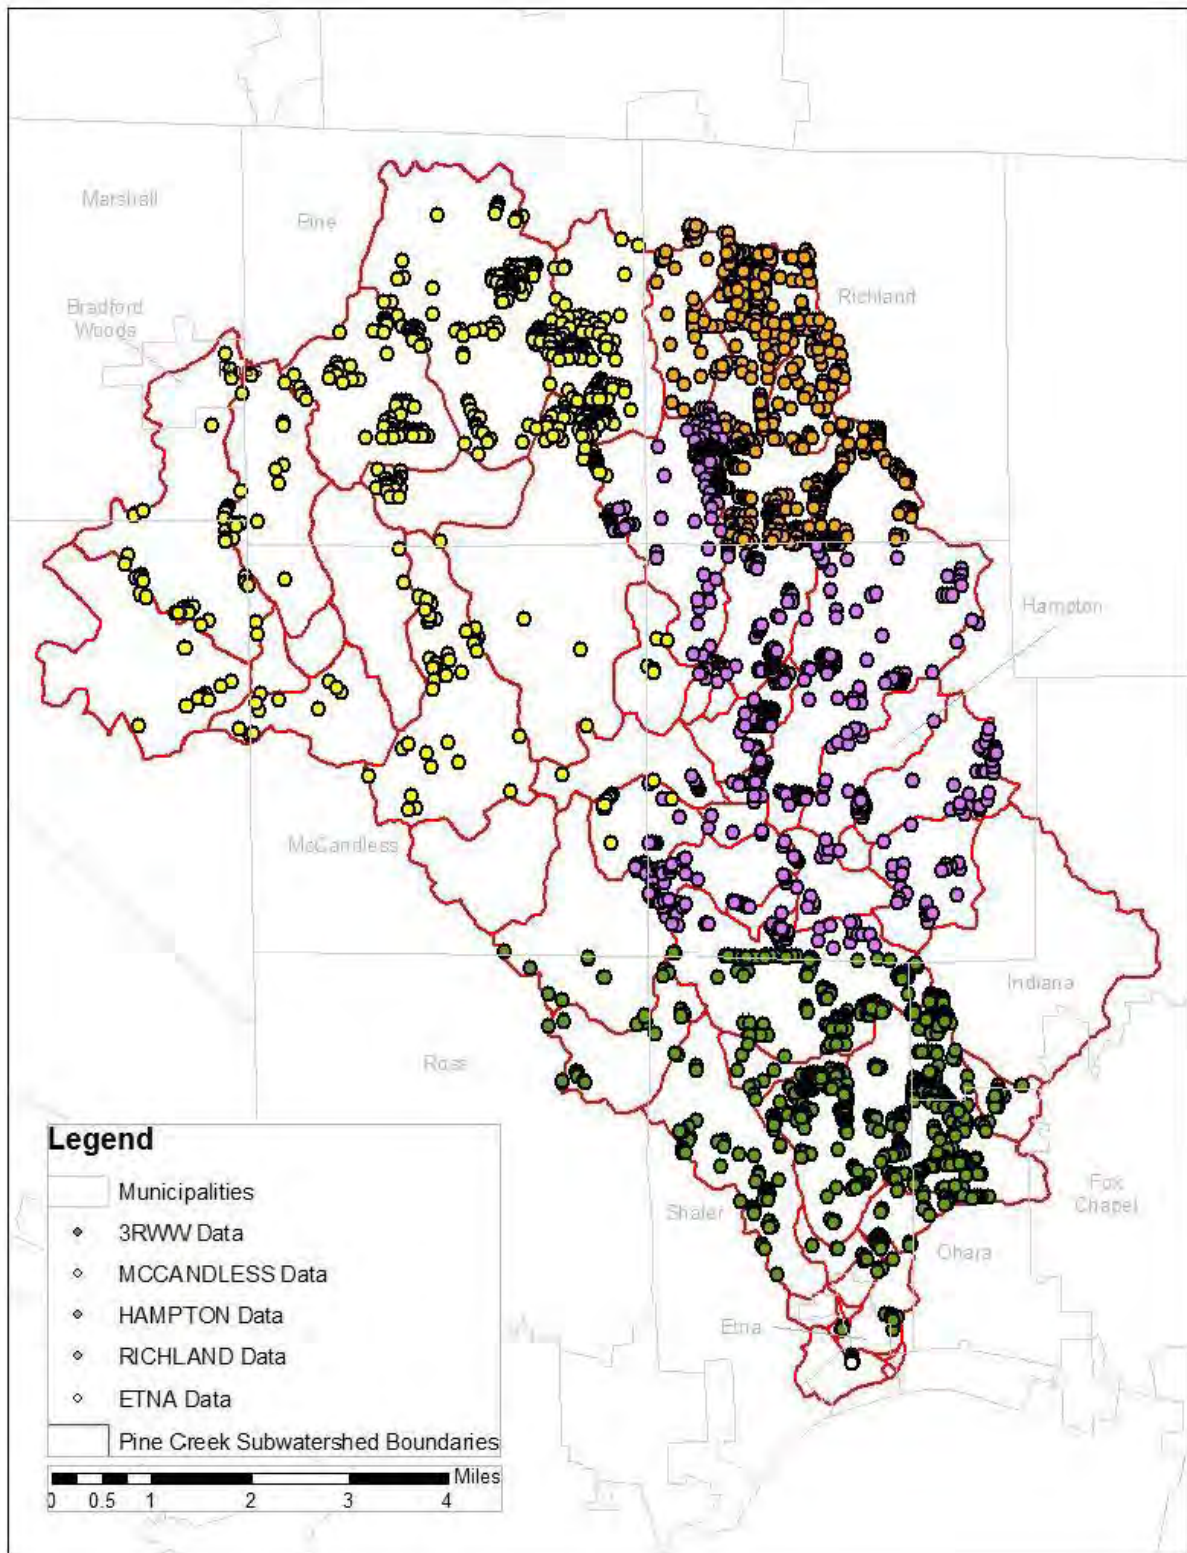 Marshall
Pine
Richland
Bradford
Woods
Hampton
McCandless
Indiana
Ross
Fox
Chapel
Shaler
Ohara
Etna
Legend
Municipalities
3RWW Data
MCCANDLESS Data
HAMPTON Data
RICHLAND Data
ETNA Data
Pine Creek Subwatershed Boundaries
Miles
0 0.5 1 2 3 4